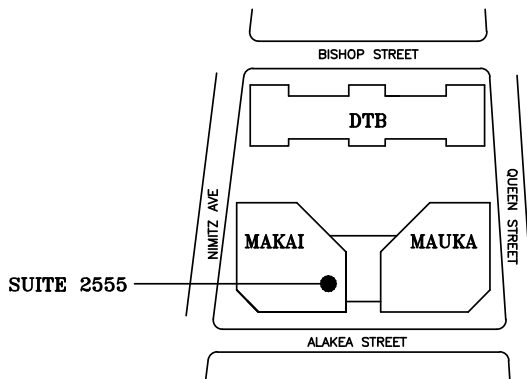 BISHOP STREET
DTB
NIMITZ AVE
QUEEN STREET
MAKAI
MAUKA
SUITE 2555
ALAKEA STREET